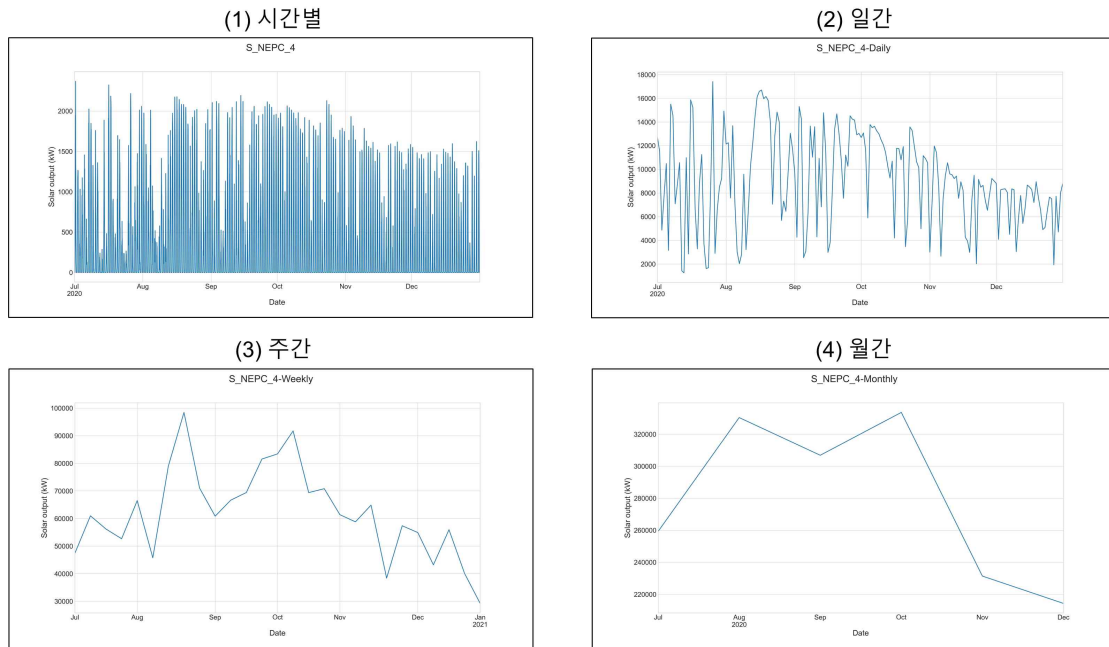 (1) 시간별
S_NEPC_4
Solar output (kW)
2000
1500
1000
500
0
Jul
2020
Aug
Sep
Oct
Nov
Dec
Date
(2) 일간
S_NEPC_4-Daily
Solar output (kW)
18000
16000
14000
12000
10000
8000
6000
4000
2000
Jul
2020
Aug
Sep
Oct
Nov
Dec
Date
(3) 주간
S_NEPC_4-Weekly
Solar output (kW)
100000
90000
80000
70000
60000
50000
40000
30000
Jul
Aug
Sep
Oct
Nov
Dec
Jan
2021
Date
(4) 월간
S_NEPC_4-Monthly
Solar output (kW)
320000
300000
280000
260000
240000
220000
Jul
Aug
2020
Sep
Oct
Nov
Dec
Date